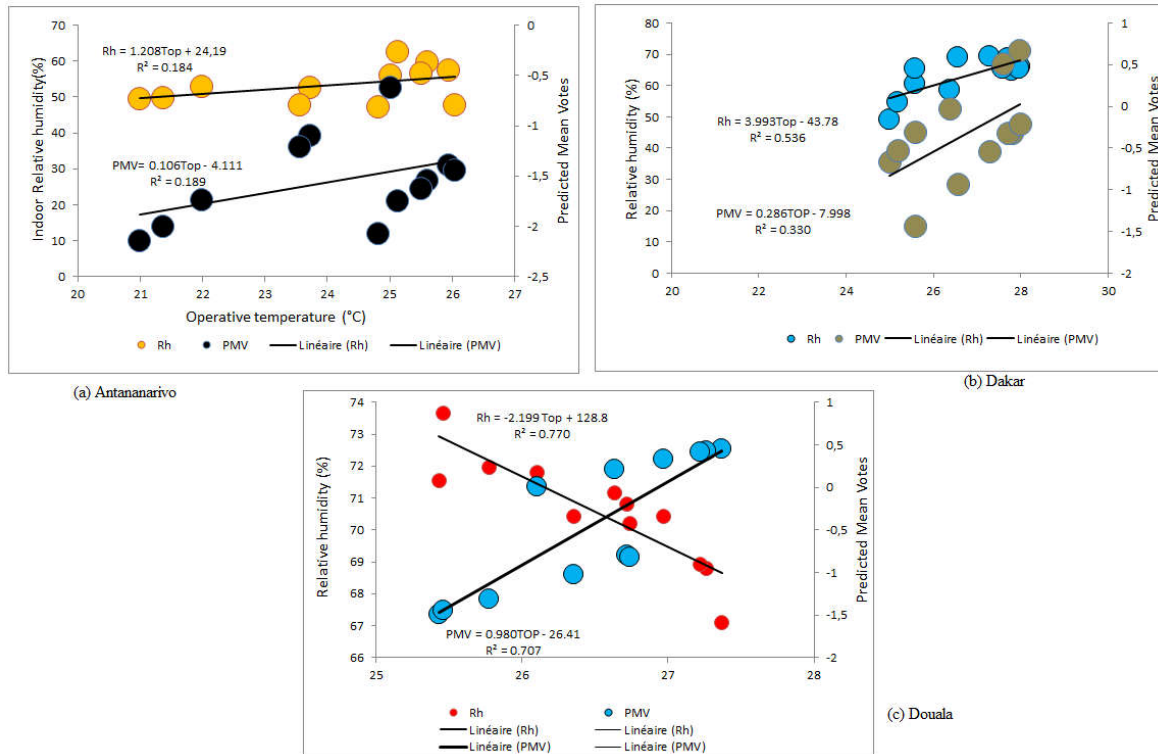 Rh = 1.208Top + 24,19
R² = 0.184
PMV= 0.106Top - 4.111
R² = 0.189
Indoor Relative humidity(%)
70
60
50
40
30
20
10
0
Predicted Mean Votes
0
-0,5
-1
-1,5
-2
-2,5
20 21 22 23 24 25 26 27
Operative temperature (°C)
Rh PMV Linéaire (Rh) Linéaire (PMV)
(a) Antananarivo
Rh = 3.993Top - 43.78
R² = 0.536
PMV = 0.286TOP - 7.998
R² = 0.330
Relative humidity (%)
80
70
60
50
40
30
20
10
0
Predicted Mean Votes
1
0,5
0
-0,5
-1
-1,5
-2
20 22 24 26 28 30
Rh PMV Linéaire (Rh) Linéaire (PMV)
(b) Dakar
Rh = -2.199Top + 128.8
R² = 0.770
PMV = 0.980TOP - 26.41
R² = 0.707
Relative humidity (%)
74
73
72
71
70
69
68
67
66
Predicted Mean Votes
1
0,5
0
-0,5
-1
-1,5
-2
25 26 27 28
Rh PMV
Linéaire (Rh) Linéaire (Rh)
Linéaire (PMV) Linéaire (PMV)
(c) Douala